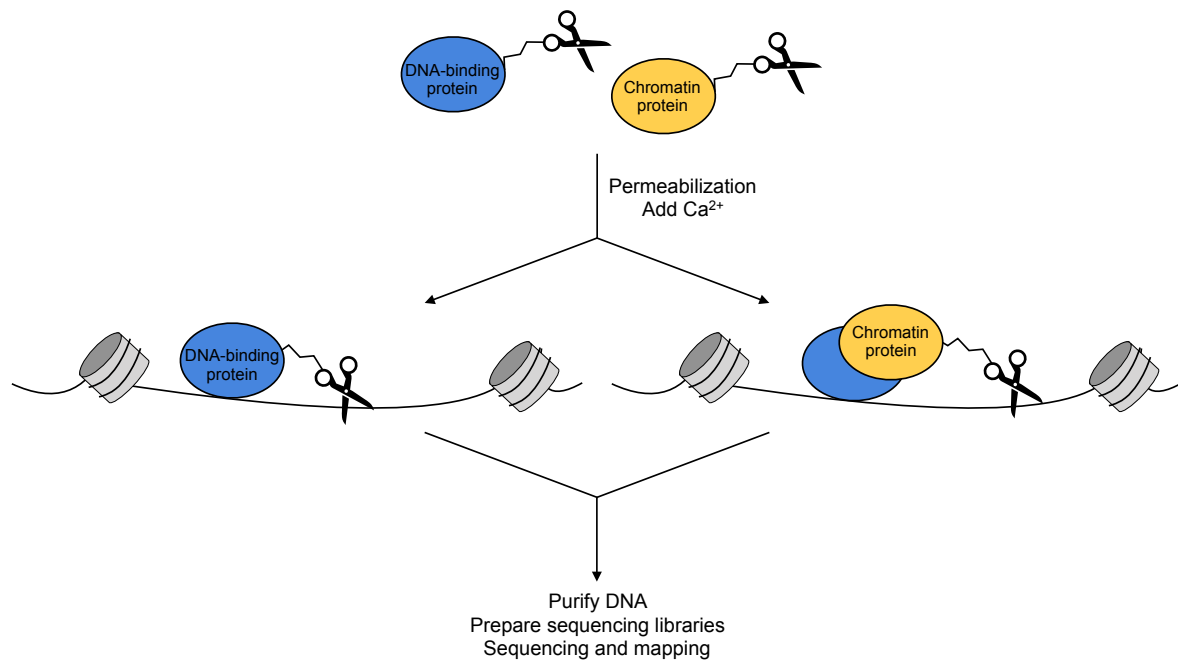 DNA-binding
protein
Chromatin
protein
Permeabilization
Add Ca²⁺
DNA-binding
protein
Chromatin
protein
Purify DNA
Prepare sequencing libraries
Sequencing and mapping